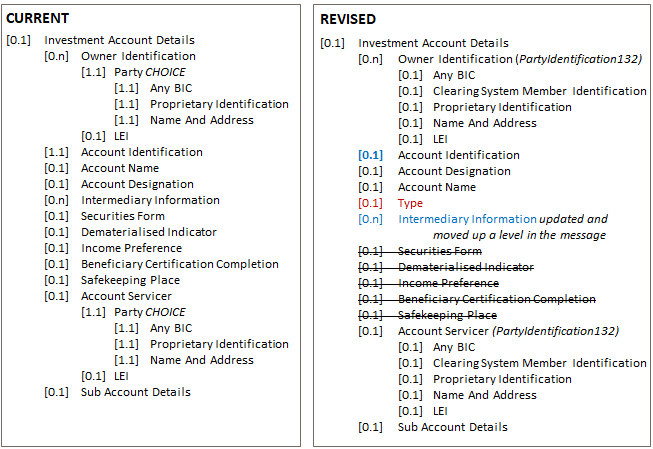 CURRENT
[0.1] Investment Account Details
[0.n] Owner Identification
[1.1] Party CHOICE
[1.1] Any BIC
[1.1] Proprietary Identification
[1.1] Name And Address
[0.1] LEI
[1.1] Account Identification
[0.1] Account Name
[0.1] Account Designation
[0.n] Intermediary Information
[0.1] Securities Form
[0.1] Dematerialised Indicator
[0.1] Income Preference
[0.1] Beneficiary Certification Completion
[0.1] Safekeeping Place
[0.1] Account Servicer
[1.1] Party CHOICE
[1.1] Any BIC
[1.1] Proprietary Identification
[1.1] Name And Address
[0.1] LEI
[0.1] Sub Account Details
REVISED
[0.1] Investment Account Details
[0.n] Owner Identification (PartyIdentification132)
[0.1] Any BIC
[0.1] Clearing System Member Identification
[0.1] Proprietary Identification
[0.1] Name And Address
[0.1] LEI
[0.1] Account Identification
[0.1] Account Designation
[0.1] Account Name
[0.1] Type
[0.n] Intermediary Information updated and
moved up a level in the message
[0.1] Securities Form
[0.1] Dematerialised Indicator
[0.1] Income Preference
[0.1] Beneficiary Certification Completion
[0.1] Safekeeping Place
[0.1] Account Servicer (PartyIdentification132)
[0.1] Any BIC
[0.1] Clearing System Member Identification
[0.1] Proprietary Identification
[0.1] Name And Address
[0.1] LEI
[0.1] Sub Account Details